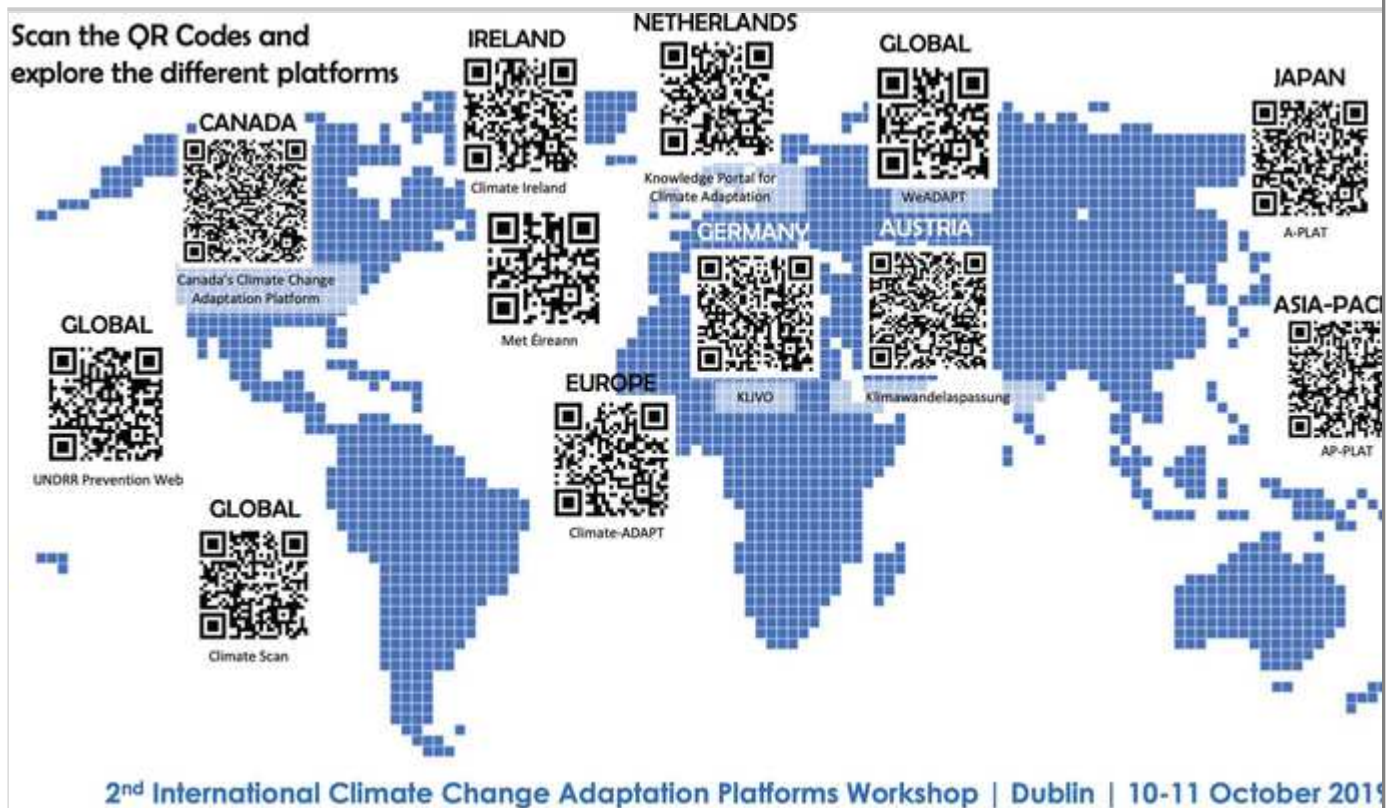 Scan the QR Codes and
explore the different platforms
CANADA
Canada's Climate Change
Adaptation Platform
IRELAND
Climate Ireland
Met Éireann
NETHERLANDS
Knowledge Portal for
Climate Adaptation
GLOBAL
WeADAPT
JAPAN
A-PLAT
GERMANY
KLiVO
AUSTRIA
Klimawandelaspassung
ASIA-PACI
AP-PLAT
GLOBAL
UNDRR Prevention Web
EUROPE
Climate-ADAPT
GLOBAL
Climate Scan
2nd International Climate Change Adaptation Platforms Workshop | Dublin | 10-11 October 2019